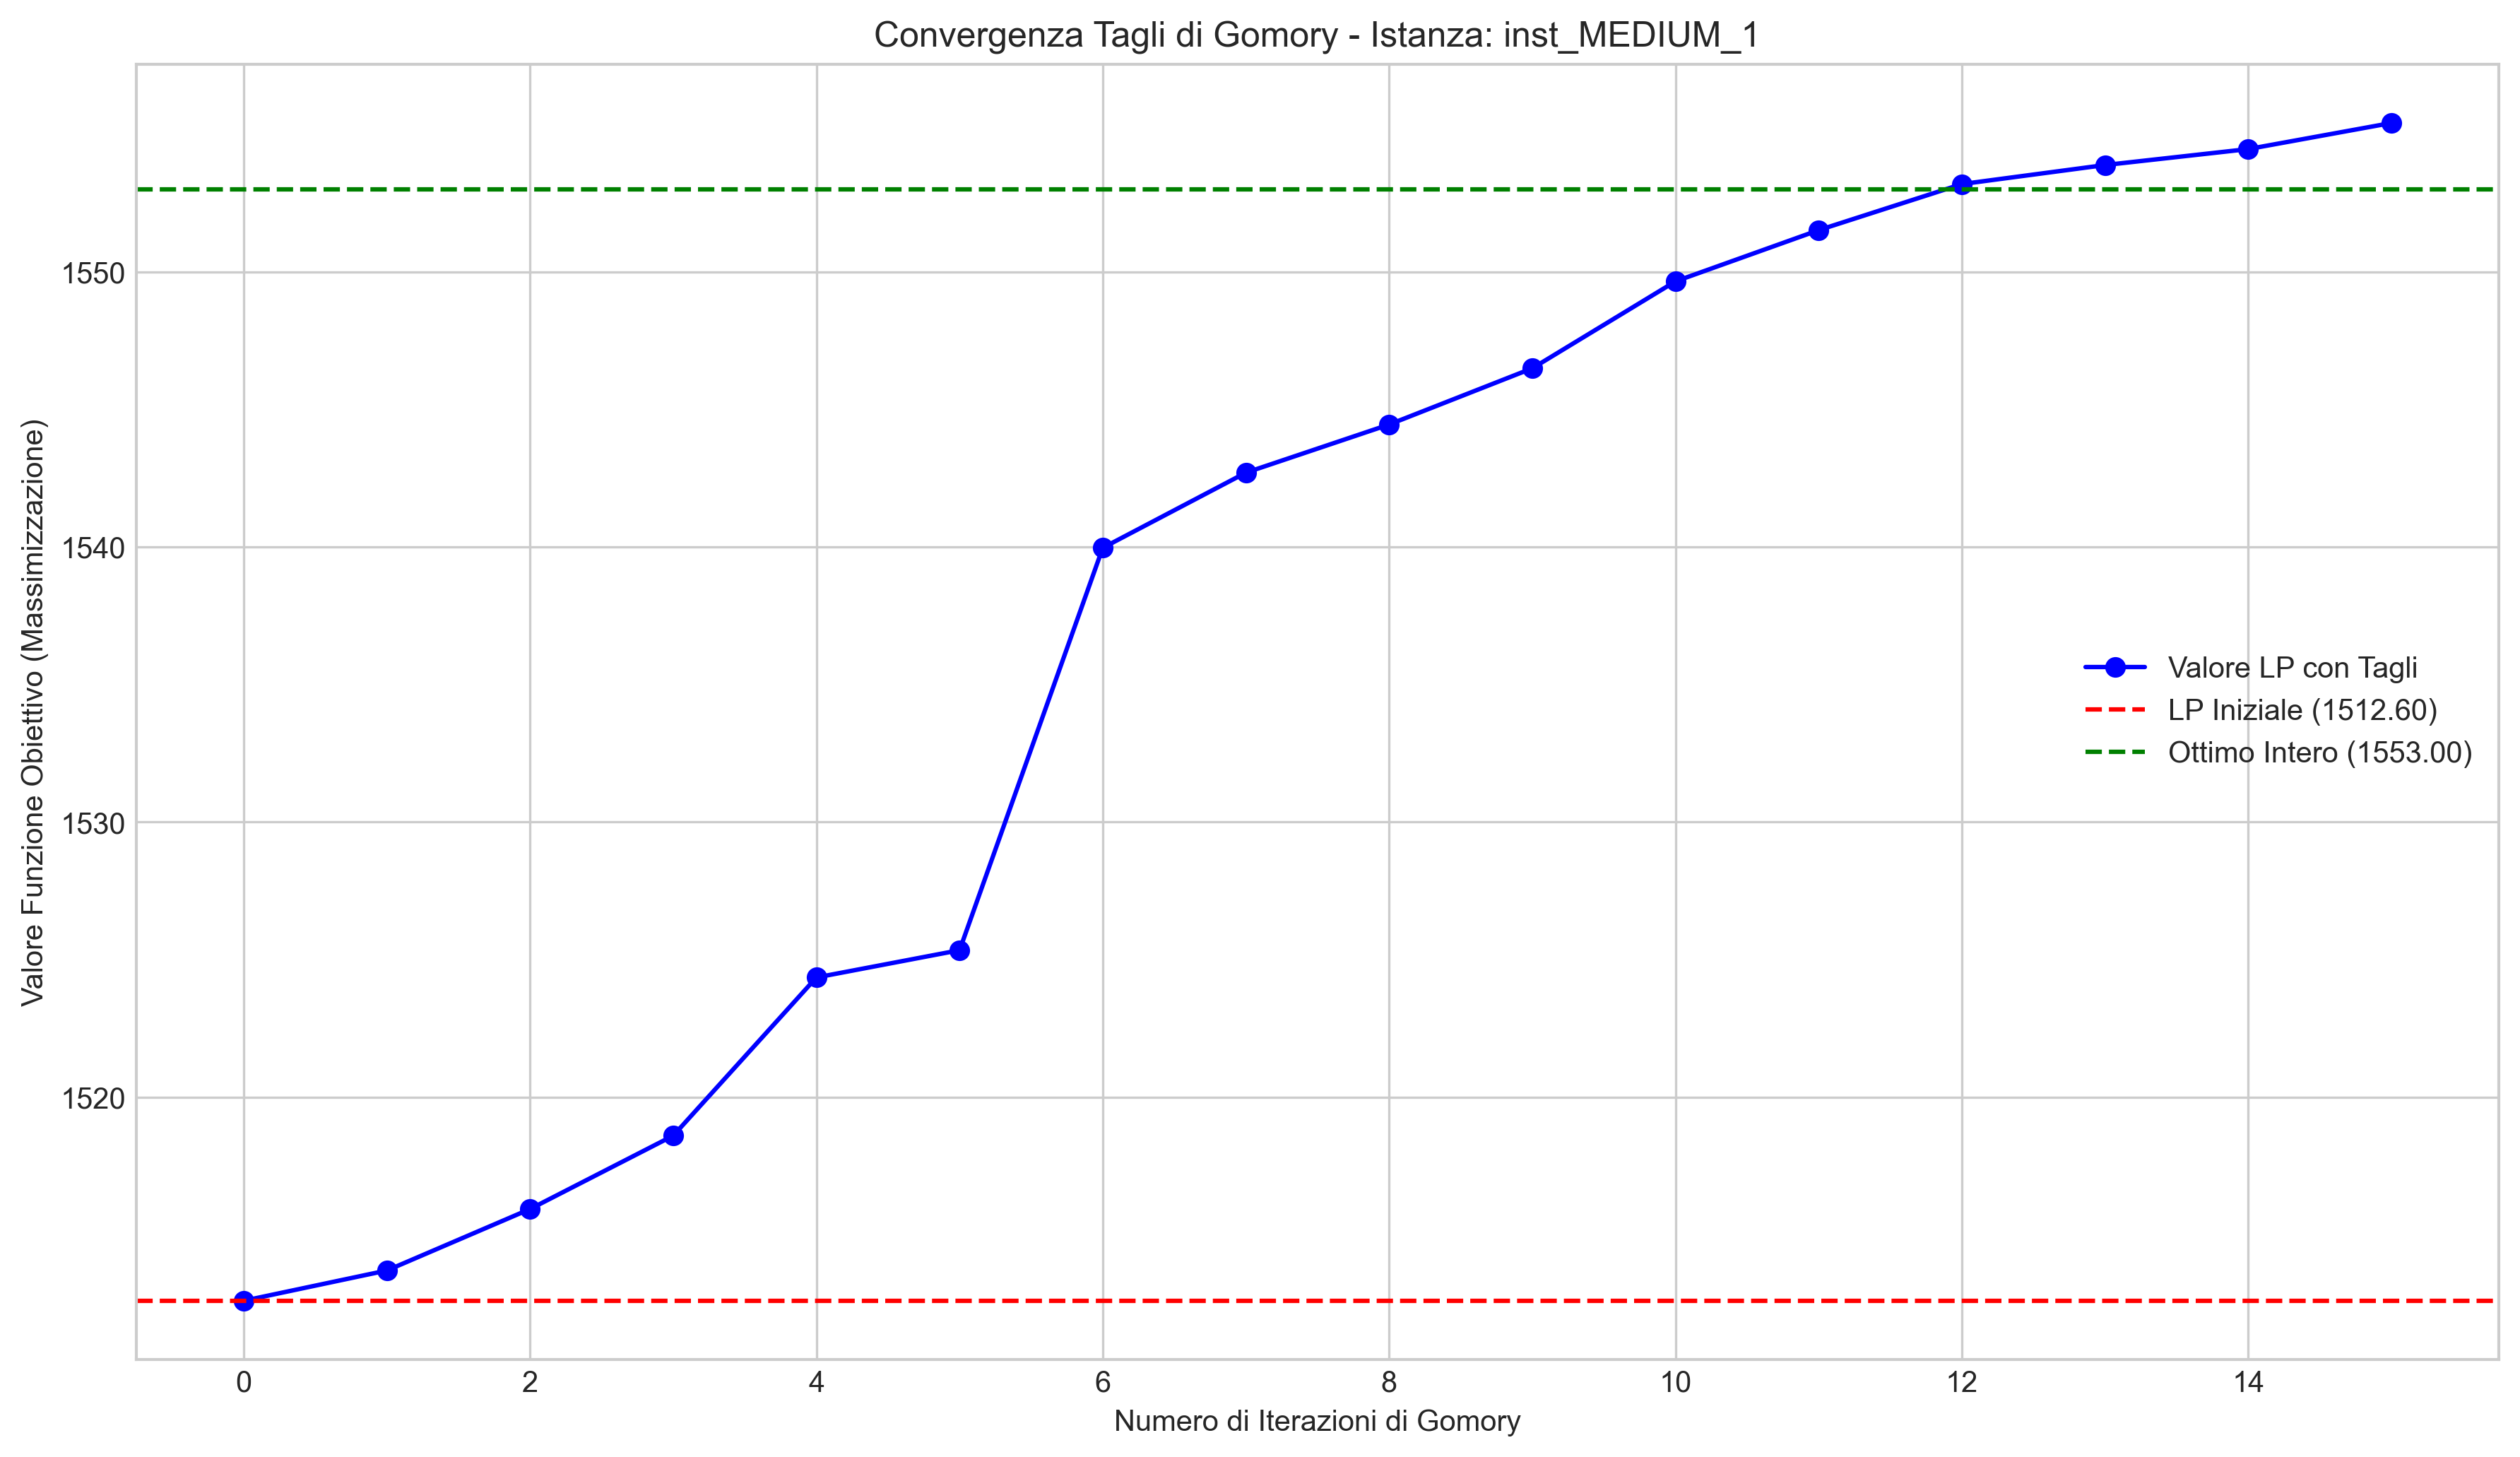 Convergenza Tagli di Gomory - Istanza: inst_MEDIUM_1
Valore Funzione Obiettivo (Massimizzazione)
1550
1540
1530
1520
Valore LP con Tagli
LP Iniziale (1512.60)
Ottimo Intero (1553.00)
0 2 4 6 8 10 12 14
Numero di Iterazioni di Gomory